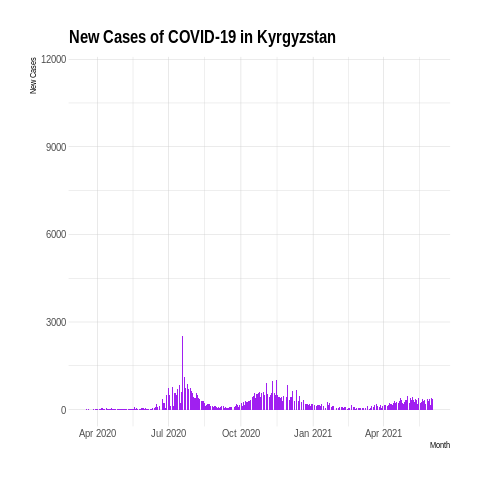 New Cases of COVID-19 in Kyrgyzstan
New Cases
12000
9000
6000
3000
0
Apr 2020 Jul 2020 Oct 2020 Jan 2021 Apr 2021
Month